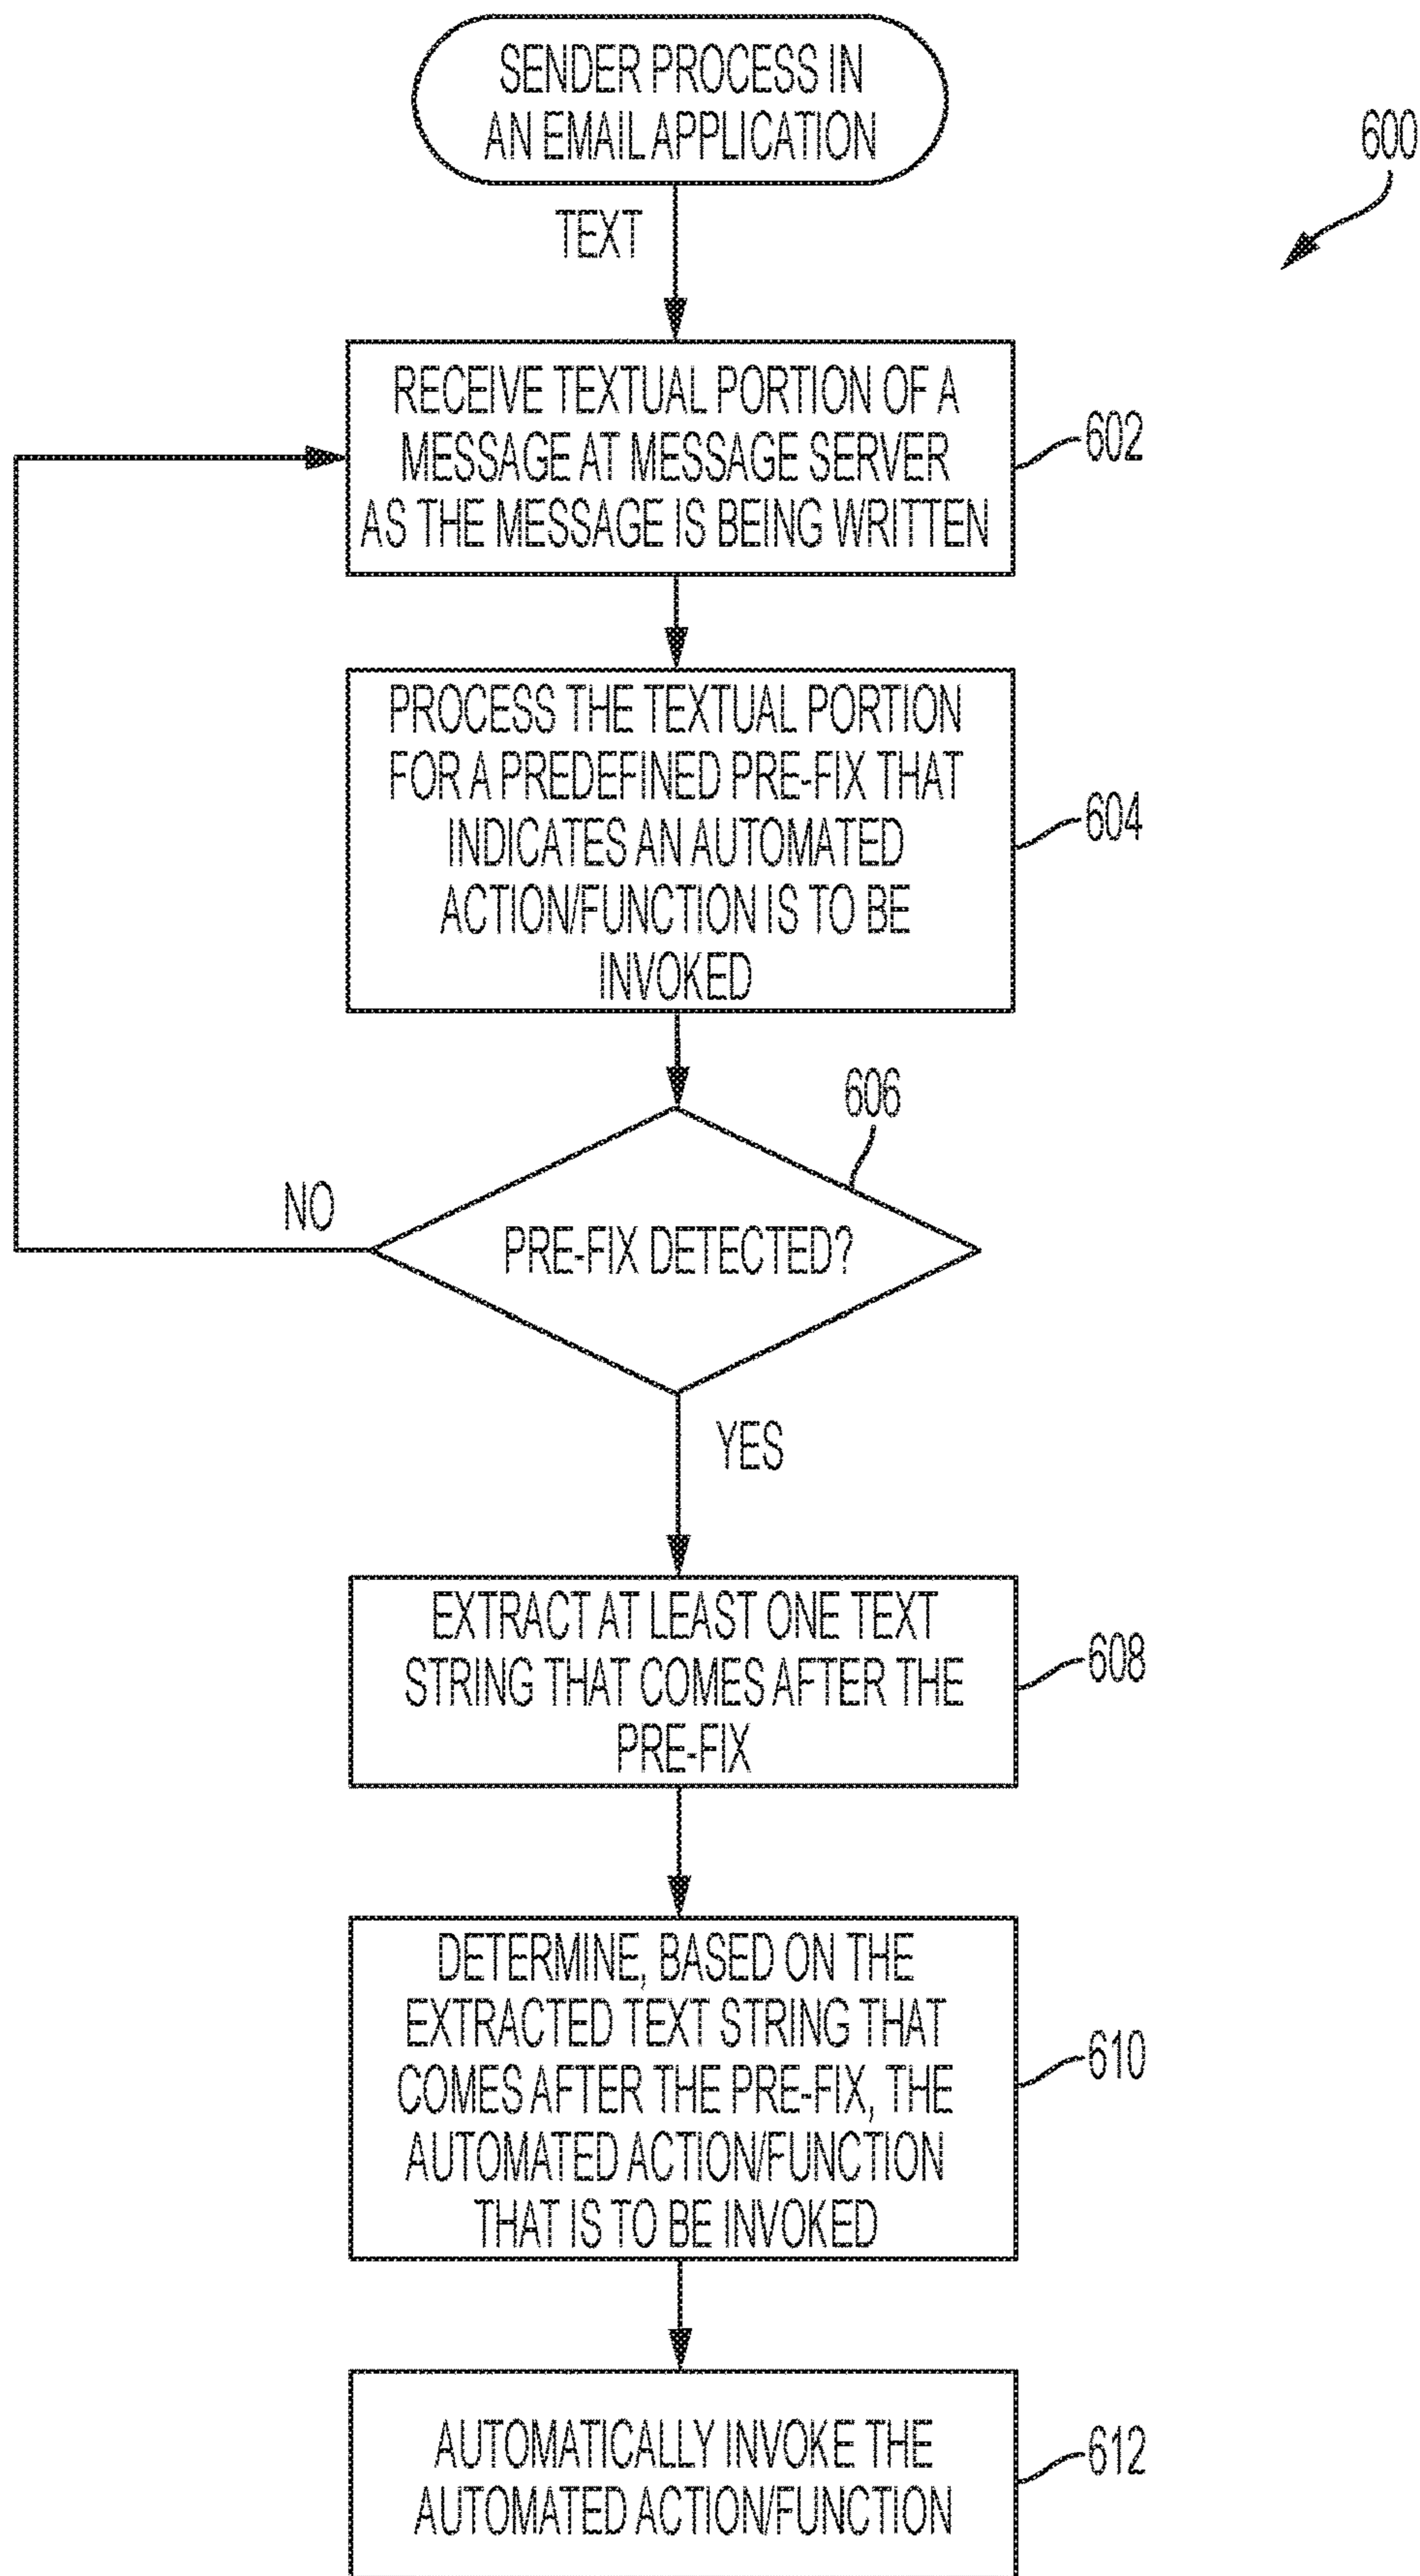 SENDER PROCESS IN
AN EMAIL APPLICATION
600
TEXT
RECEIVE TEXTUAL PORTION OF A
MESSAGE AT MESSAGE SERVER
AS THE MESSAGE IS BEING WRITTEN
602
PROCESS THE TEXTUAL PORTION
FOR A PREDEFINED PRE-FIX THAT
INDICATES AN AUTOMATED
ACTION/FUNCTION IS TO BE
INVOKED
604
606
NO
PRE-FIX DETECTED?
YES
EXTRACT AT LEAST ONE TEXT
STRING THAT COMES AFTER THE
PRE-FIX
608
DETERMINE, BASED ON THE
EXTRACTED TEXT STRING THAT
COMES AFTER THE PRE-FIX, THE
AUTOMATED ACTION/FUNCTION
THAT IS TO BE INVOKED
610
AUTOMATICALLY INVOKE THE
AUTOMATED ACTION/FUNCTION
612